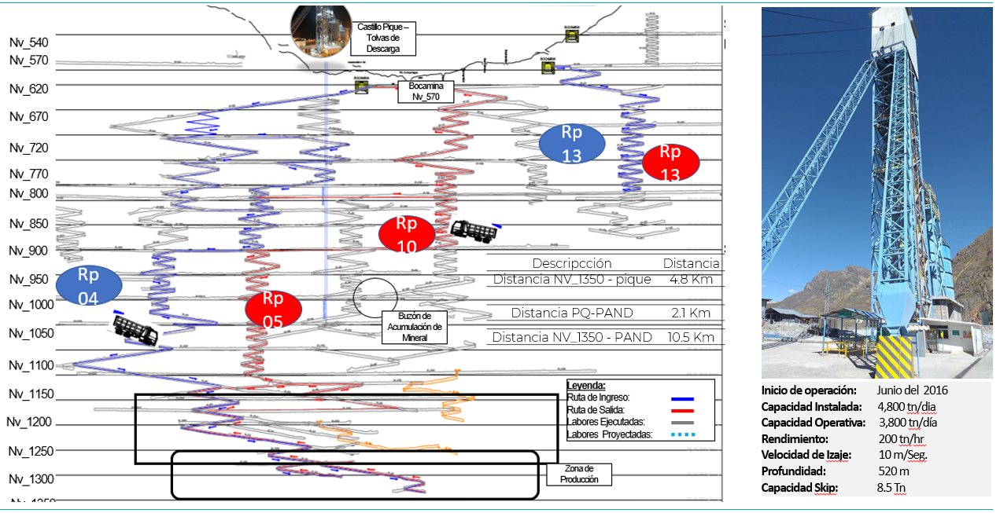 Nv_540
Nv_570
Nv_620
Nv_670
Nv_720
Nv_770
Nv_800
Nv_850
Nv_900
Nv_950
Nv_1000
Nv_1050
Nv_1100
Nv_1150
Nv_1200
Nv_1250
Nv_1300
Castillo Pique –
Tolvas de
Descarga
BOCAMINA
BOCAMINA
BOCAMINA
Bocamina
Nv_570
Rp
13
Rp
13
Rp
10
Rp
04
Rp
05
Buzón de
Acumulación de
Mineral
Descripcción Distancia
Distancia NV_1350 - pique 4.8 Km
Distancia PQ-PAND 2.1 Km
Distancia NV_1350 - PAND 10.5 Km
Leyenda:
Ruta de Ingreso:
Ruta de Salida:
Labores Ejecutadas:
Labores Proyectadas:
Zona de
Producción
Inicio de operación: Junio del 2016
Capacidad Instalada: 4,800 tn/dia
Capacidad Operativa: 3,800 tn/día
Rendimiento: 200 tn/hr
Velocidad de Izaje: 10 m/Seg.
Profundidad: 520 m
Capacidad Skip: 8.5 Tn